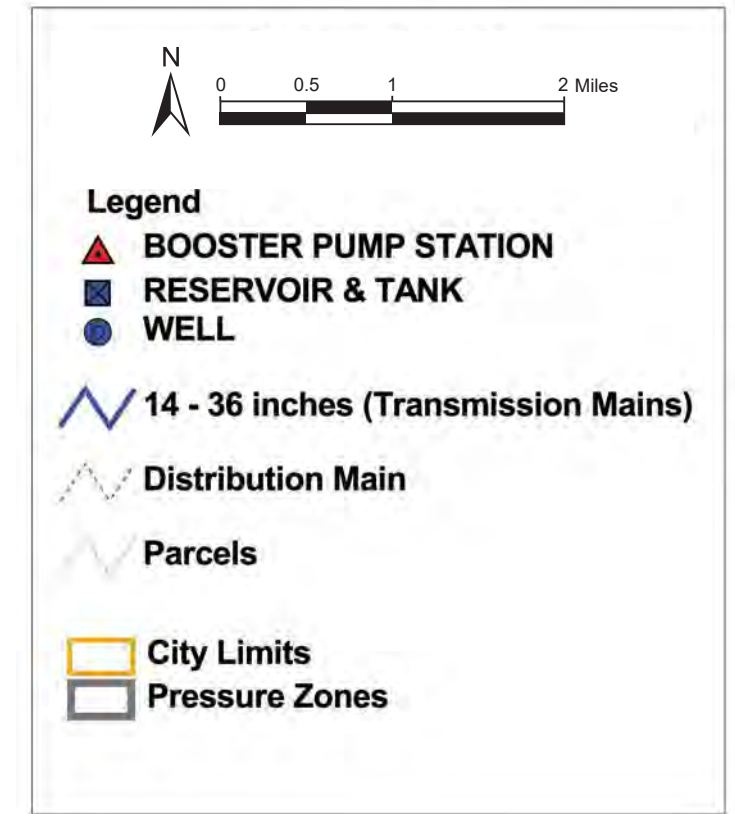 N
0 0.5 1 2 Miles
Legend
BOOSTER PUMP STATION
RESERVOIR & TANK
WELL
14 - 36 inches (Transmission Mains)
Distribution Main
Parcels
City Limits
Pressure Zones